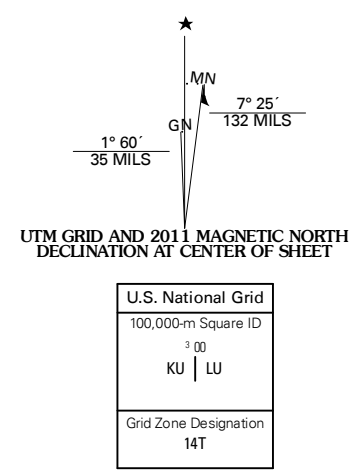 MN
7° 25´
132 MILS
GN
1° 60´
35 MILS
UTM GRID AND 2011 MAGNETIC NORTH
DECLINATION AT CENTER OF SHEET
U.S. National Grid
100,000-m Square ID
3 00
KU LU
Grid Zone Designation
14T